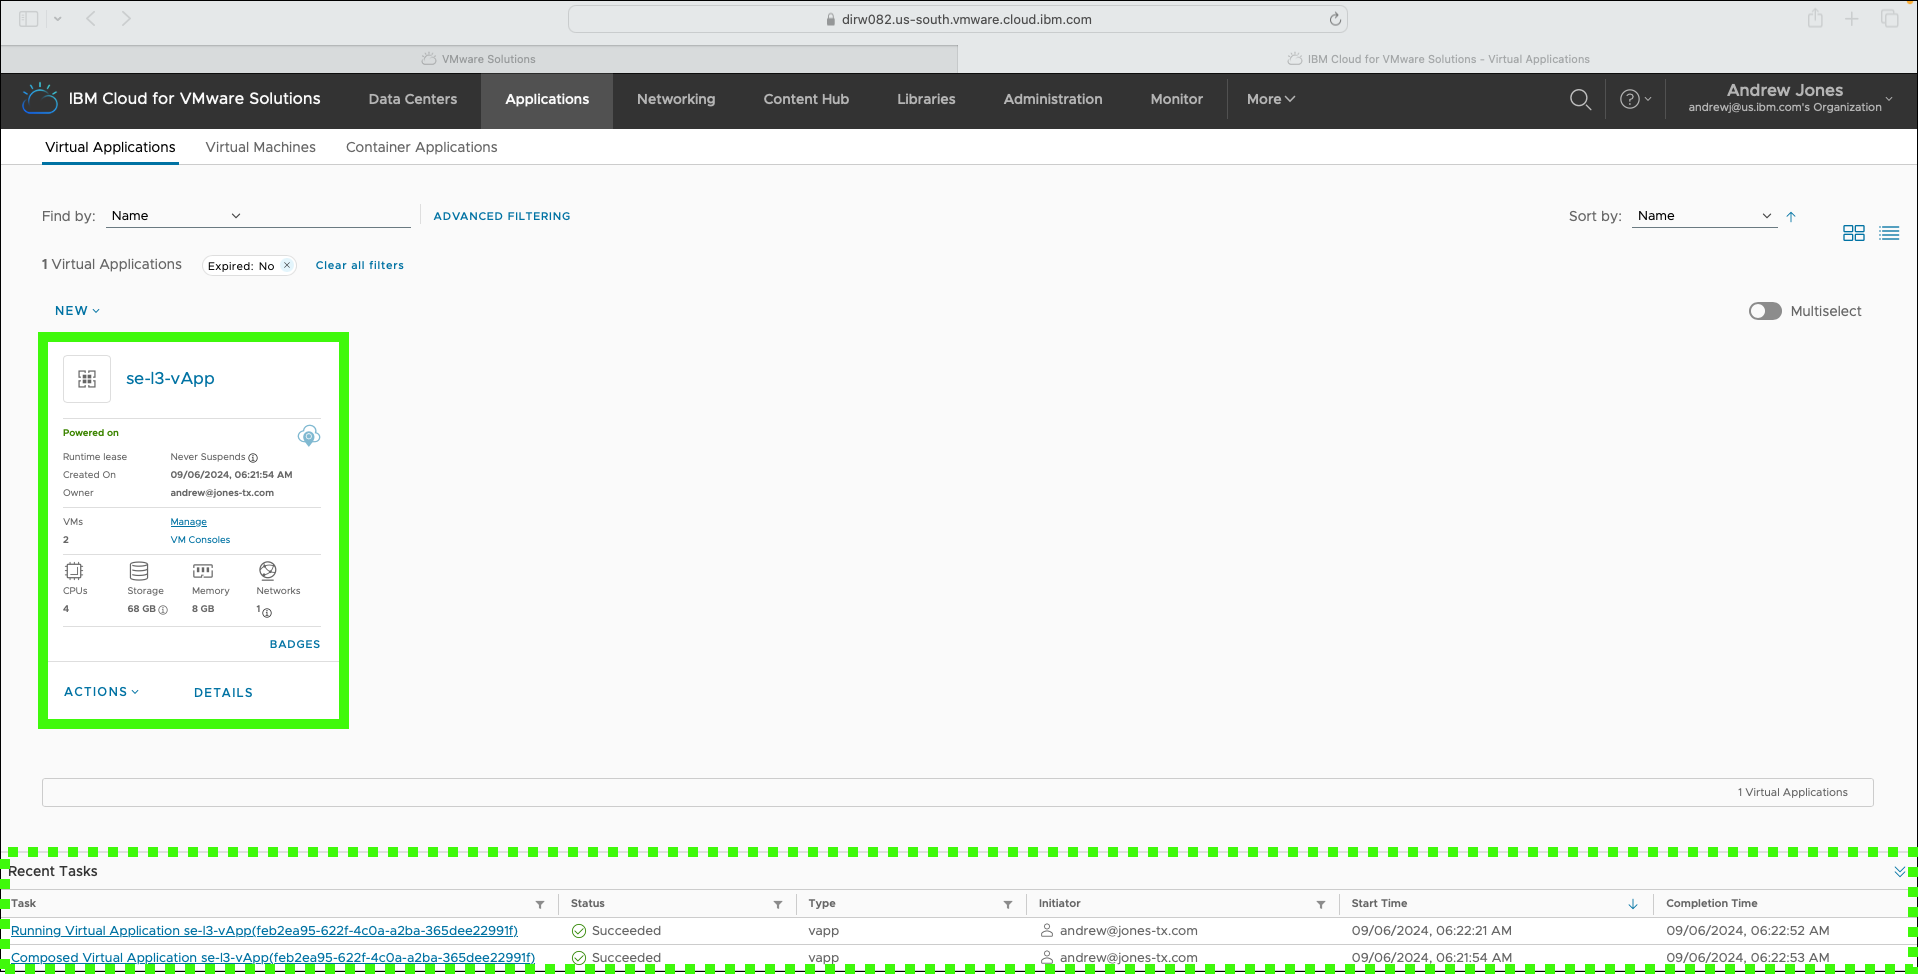 dirw082.us-south.vmware.cloud.ibm.com
VMware Solutions
IBM Cloud for VMware Solutions - Virtual Applications
IBM Cloud for VMware Solutions Data Centers Applications Networking Content Hub Libraries Administration Monitor More Andrew Jones
andrewj@us.ibm.com's Organization
Virtual Applications Virtual Machines Container Applications
Find by: Name ADVANCED FILTERING Sort by: Name
1 Virtual Applications Expired: No Clear all filters
NEW Multiselect
se-l3-vApp
Powered on
Runtime lease Never Suspends
Created On 09/06/2024, 06:21:54 AM
Owner andrew@jones-tx.com
VMs Manage
2 VM Consoles
CPUs Storage Memory Networks
4 68 GB 8 GB 1
BADGES
ACTIONS DETAILS
1 Virtual Applications
Recent Tasks
Task Status Type Initiator Start Time Completion Time
Running Virtual Application se-l3-vApp(feb2ea95-622f-4c0a-a2ba-365dee22991f) Succeeded vapp andrew@jones-tx.com 09/06/2024, 06:22:21 AM 09/06/2024, 06:22:52 AM
Composed Virtual Application se-l3-vApp(feb2ea95-622f-4c0a-a2ba-365dee22991f) Succeeded vapp andrew@jones-tx.com 09/06/2024, 06:21:54 AM 09/06/2024, 06:22:53 AM